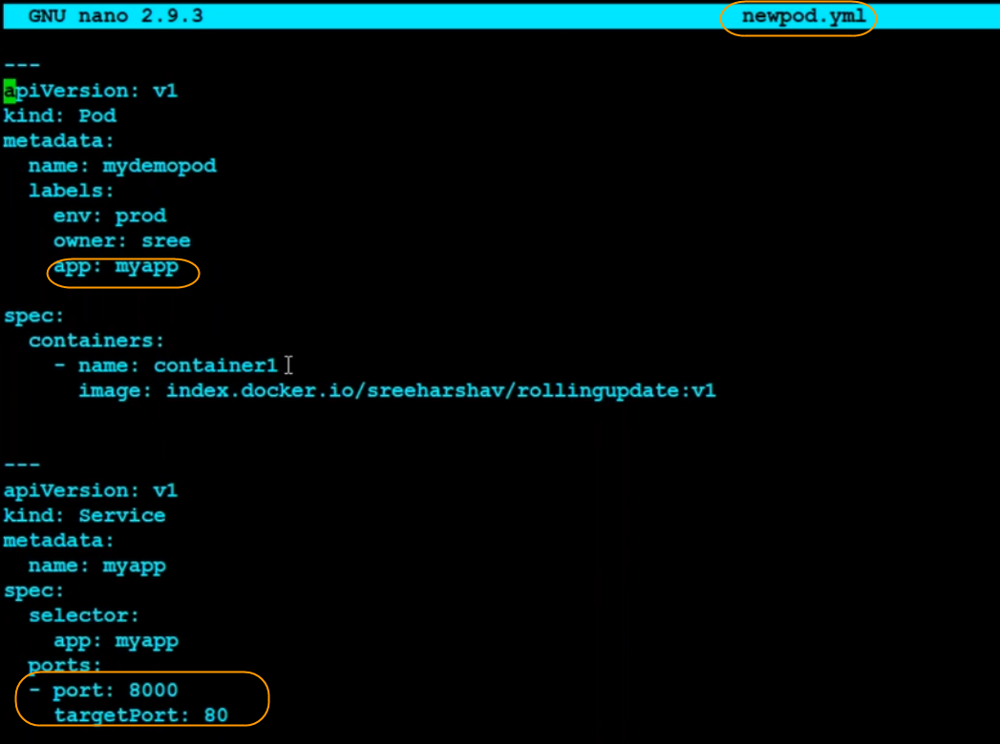 GNU nano 2.9.3 newpod.yml
---
apiVersion: v1
kind: Pod
metadata:
  name: mydemopod
  labels:
    env: prod
    owner: sree
    app: myapp
spec:
  containers:
    - name: container1
      image: index.docker.io/sreeharshav/rollingupdate:v1
---
apiVersion: v1
kind: Service
metadata:
  name: myapp
spec:
  selector:
    app: myapp
  ports:
  - port: 8000
    targetPort: 80